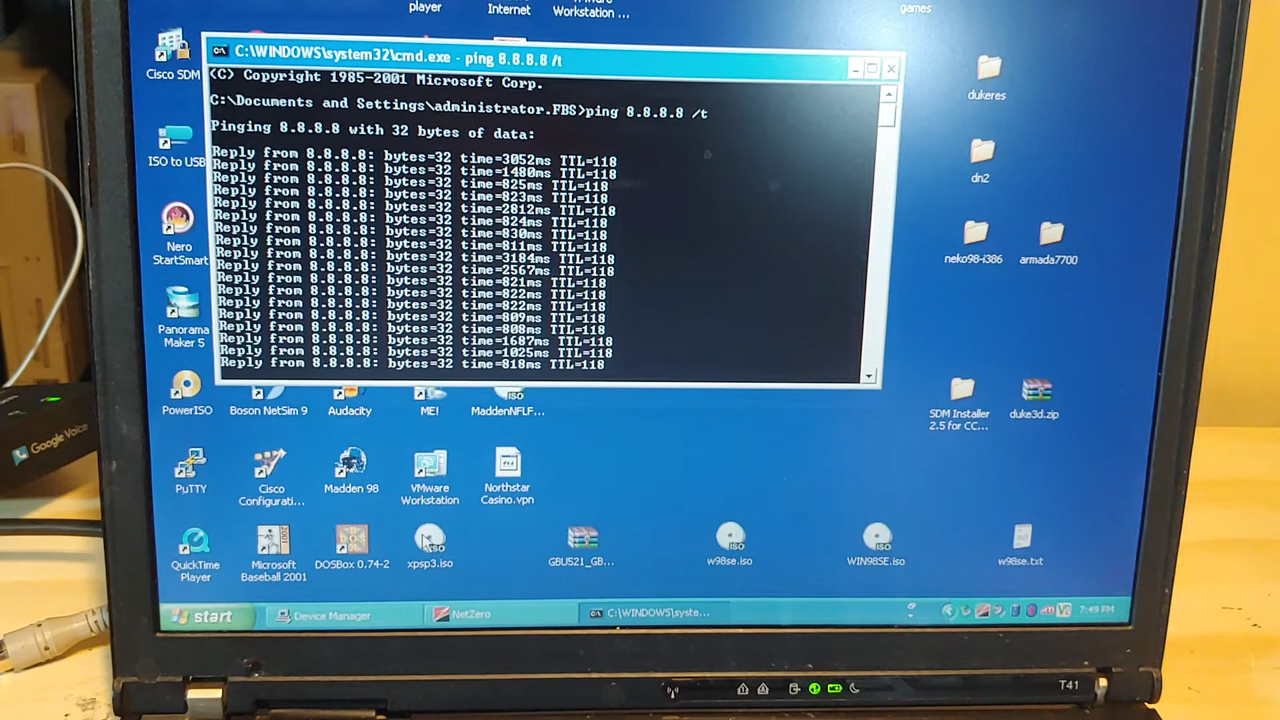 player
Internet
Workstation ...
games
C:\WINDOWS\system32\cmd.exe - ping 8.8.8.8 /t
(C) Copyright 1985-2001 Microsoft Corp.
C:\Documents and Settings\administrator.FBS>ping 8.8.8.8 /t
Pinging 8.8.8.8 with 32 bytes of data:
Reply from 8.8.8.8: bytes=32 time=3052ms TTL=118
Reply from 8.8.8.8: bytes=32 time=1480ms TTL=118
Reply from 8.8.8.8: bytes=32 time=825ms TTL=118
Reply from 8.8.8.8: bytes=32 time=823ms TTL=118
Reply from 8.8.8.8: bytes=32 time=2812ms TTL=118
Reply from 8.8.8.8: bytes=32 time=824ms TTL=118
Reply from 8.8.8.8: bytes=32 time=830ms TTL=118
Reply from 8.8.8.8: bytes=32 time=811ms TTL=118
Reply from 8.8.8.8: bytes=32 time=3184ms TTL=118
Reply from 8.8.8.8: bytes=32 time=2567ms TTL=118
Reply from 8.8.8.8: bytes=32 time=821ms TTL=118
Reply from 8.8.8.8: bytes=32 time=822ms TTL=118
Reply from 8.8.8.8: bytes=32 time=822ms TTL=118
Reply from 8.8.8.8: bytes=32 time=809ms TTL=118
Reply from 8.8.8.8: bytes=32 time=808ms TTL=118
Reply from 8.8.8.8: bytes=32 time=1687ms TTL=118
Reply from 8.8.8.8: bytes=32 time=1025ms TTL=118
Reply from 8.8.8.8: bytes=32 time=818ms TTL=118
Cisco SDM
ISO to USB
Nero
StartSmart
Panorama
Maker 5
dukeres
dn2
neko98-i386
armada7700
PowerISO
Boson NetSim 9
Audacity
ME!
ISO
MaddenNFLF...
SDM Installer
2.5 for CC...
duke3d.zip
Google Voice
PuTTY
Cisco
Configurati...
Madden 98
VMware
Workstation
Northstar
Casino.vpn
QuickTime
Player
2001
Microsoft
Baseball 2001
DOSBox 0.74-2
ISO
xpsp3.iso
GBUS21_GB...
ISO
w98se.iso
ISO
WIN98SE.iso
w98se.txt
start
Device Manager
NetZero
C:\WINDOWS\syste...
ATI
7:49 PM
T41